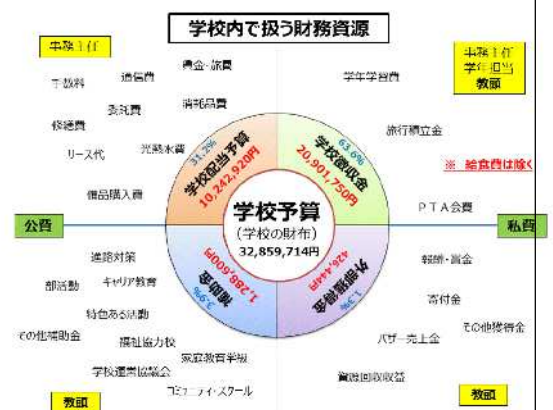 学校内で扱う財務資源
事務主任
手数料
通信費
賃金・旅費
委託費
消耗品費
修繕費
リース代
光熱水費
備品購入費
学年学習費
事務主任
学年担当
教頭
旅行積立金
※ 給食費は除く
ＰＴＡ会費
31.2%
学校配当予算
10,242,920円
63.6%
学校徴収金
20,901,750円
公費
学校予算
(学校の財布)
32,859,714円
私費
補助金
1,288,600円
3.9%
外部獲得金
426,444円
1.3%
進路対策
部活動
キャリア教育
特色ある活動
その他補助金
福祉協力校
家庭教育学級
学校運営協議会
コミュニティ・スクール
教頭
報酬・賞金
寄付金
その他獲得金
バザー売上金
資源回収収益
教頭